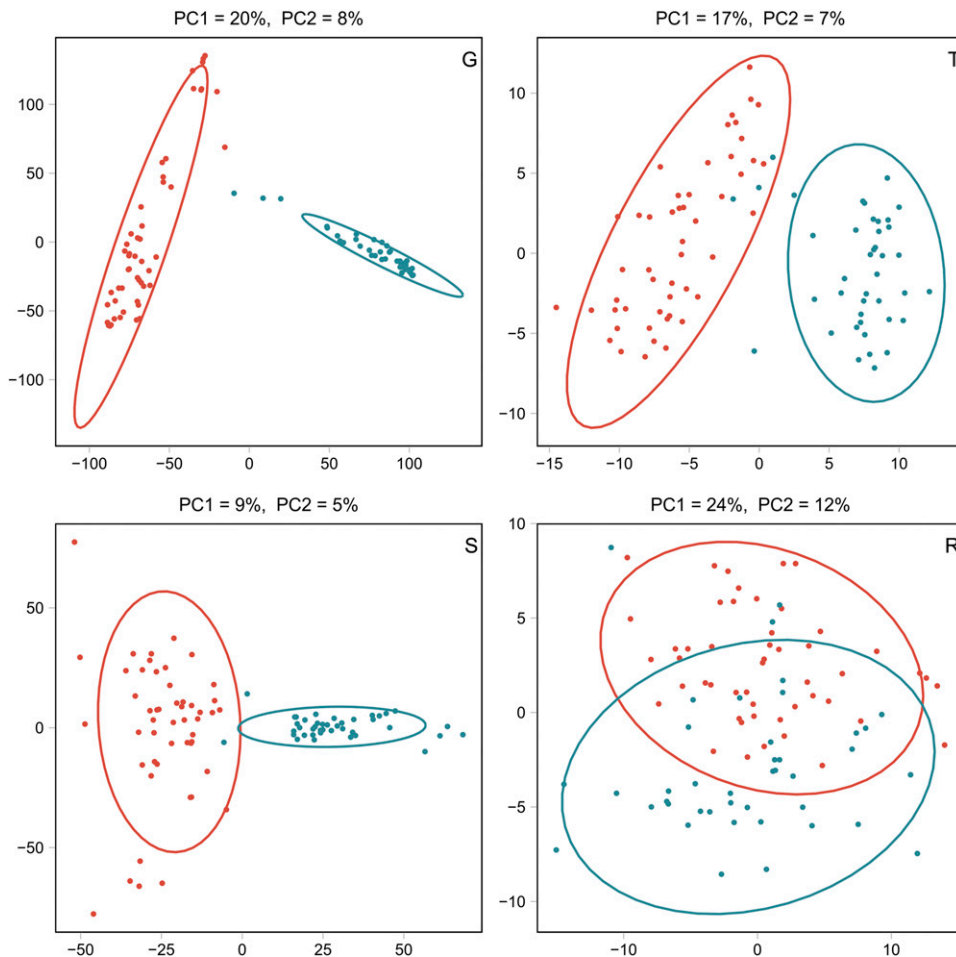 PC1 = 20%, PC2 = 8%
G
100
50
0
−50
−100
−100 −50 0 50 100
PC1 = 17%, PC2 = 7%
T
10
5
0
−5
−10
−15 −10 −5 0 5 10
PC1 = 9%, PC2 = 5%
S
50
0
−50
−50 −25 0 25 50
PC1 = 24%, PC2 = 12%
R
10
5
0
−5
−10
−10 0 10